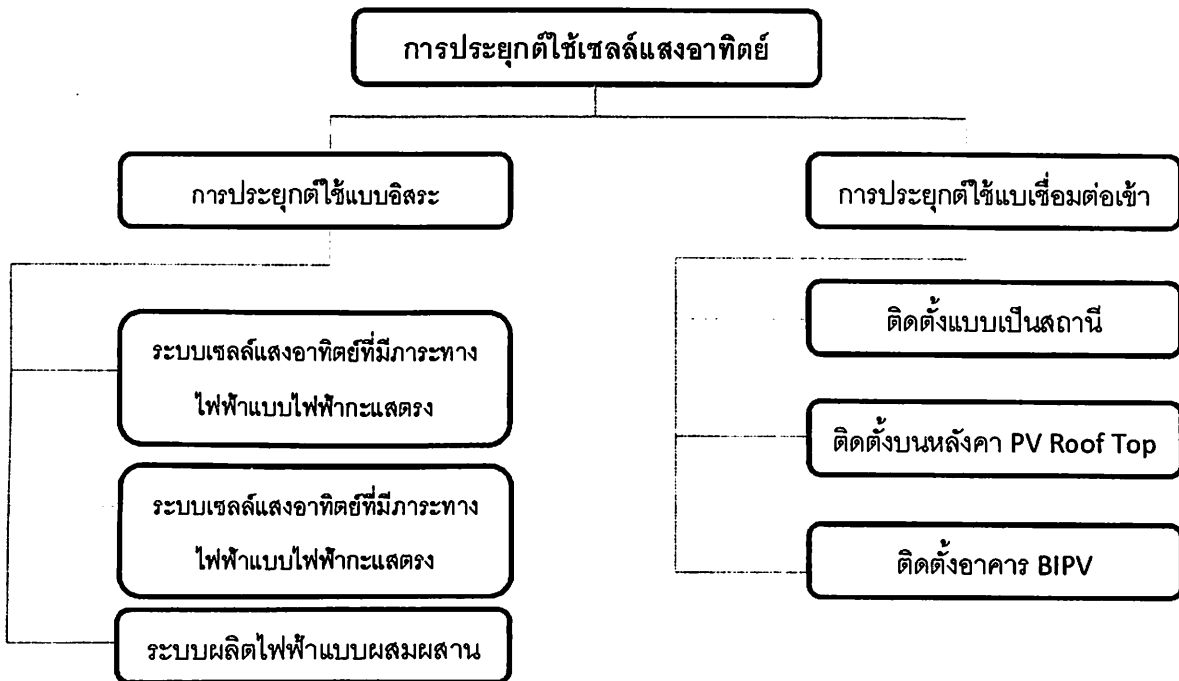 การประยุกต์ใช้เซลล์แสงอาทิตย์
การประยุกต์ใช้แบบอิสระ
ระบบเซลล์แสงอาทิตย์ที่มีภาระทาง
ไฟฟ้าแบบไฟฟ้ากะแสตรง
ระบบเซลล์แสงอาทิตย์ที่มีภาระทาง
ไฟฟ้าแบบไฟฟ้ากะแสตรง
ระบบผลิตไฟฟ้าแบบผสมผสาน
การประยุกต์ใช้แบเชื่อมต่อเข้า
ติดตั้งแบบเป็นสถานี
ติดตั้งบนหลังคา PV Roof Top
ติดตั้งอาคาร BIPV